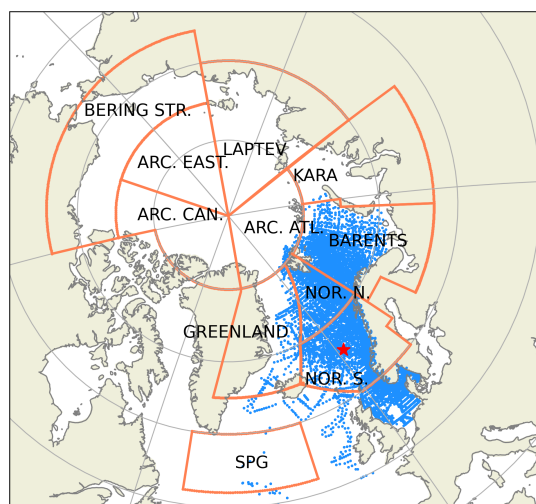 BERING STR.
LAPTEV
ARC. EAST.
KARA
ARC. CAN.
ARC. ATL.
BARENTS
NOR. N.
GREENLAND
NOR. S.
SPG